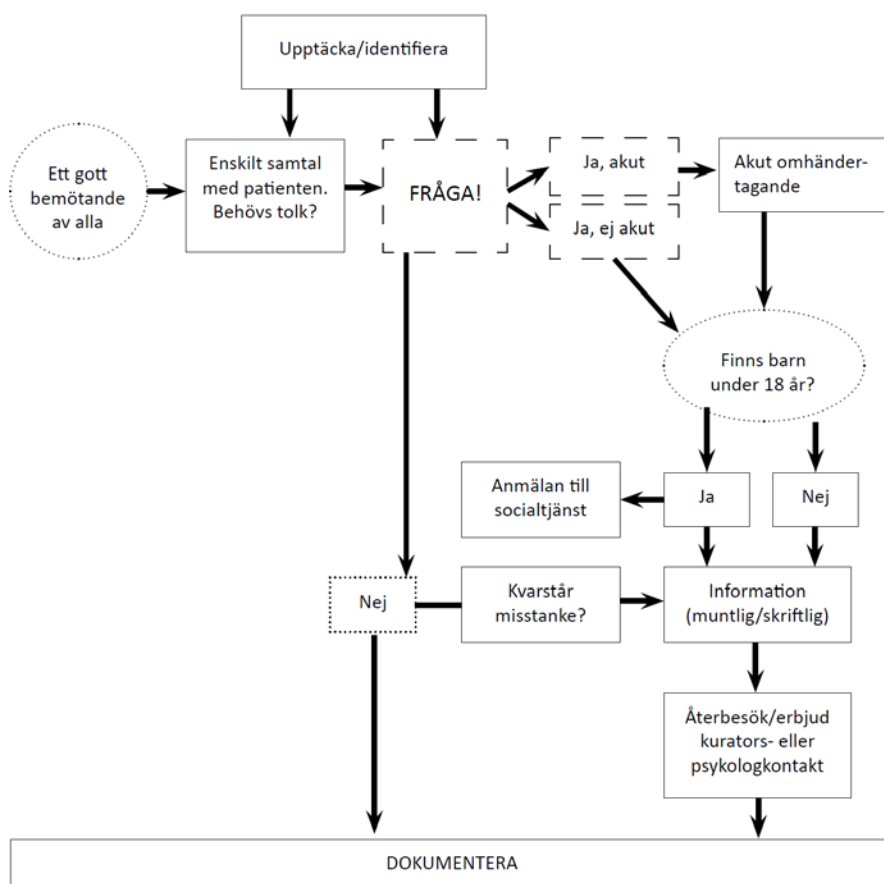 Upptäcka/identifiera
Ett gott
bemötande
av alla
Enskilt samtal
med patienten.
Behövs tolk?
FRÅGA!
Ja, akut
Ja, ej akut
Akut omhänder-
tagande
Finns barn
under 18 år?
Anmälan till
socialtjänst
Ja
Nej
Nej
Kvarstår
misstanke?
Information
(muntlig/skriftlig)
Återbesök/erbjud
kurators- eller
psykologkontakt
DOKUMENTERA